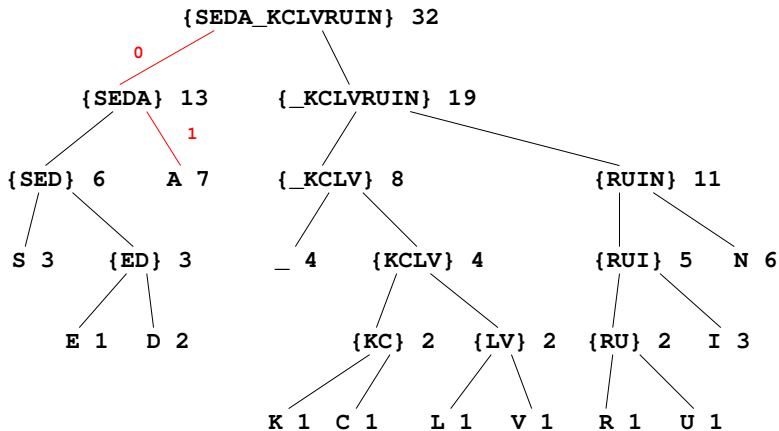 {SEDA_KCLVRUIN} 32
0
{SEDA} 13 {_KCLVRUIN} 19
1
{SED} 6 A 7 {_KCLV} 8 {RUIN} 11
S 3 {ED} 3 _ 4 {KCLV} 4 {RUI} 5 N 6
E 1 D 2 {KC} 2 {LV} 2 {RU} 2 I 3
K 1 C 1 L 1 V 1 R 1 U 1